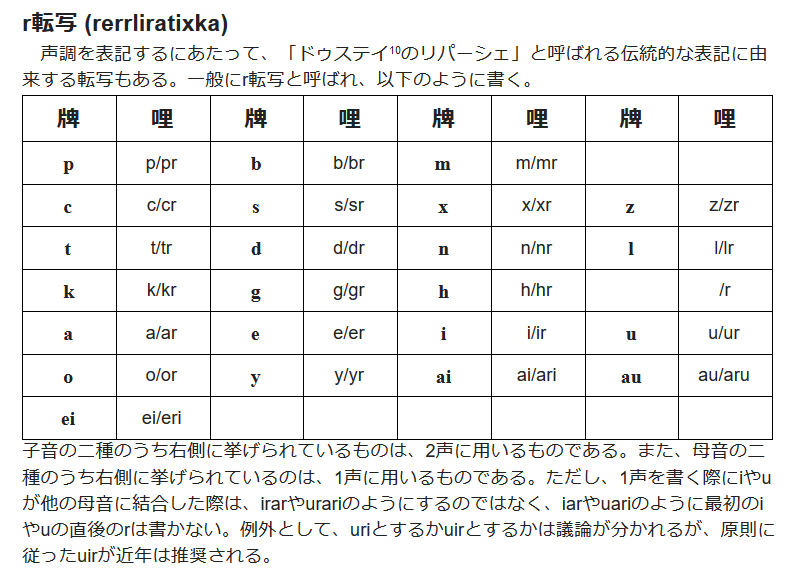 r転写 (rerrliratixka)
声調を表記するにあたって、「ドゥステイ10のリパーシェ」と呼ばれる伝統的な表記に由
来する転写もある。一般にr転写と呼ばれ、以下のように書く。
牌 哩 牌 哩 牌 哩 牌 哩
p p/pr b b/br m m/mr
c c/cr s s/sr x x/xr z z/zr
t t/tr d d/dr n n/nr l l/lr
k k/kr g g/gr h h/hr /r
a a/ar e e/er i i/ir u u/ur
o o/or y y/yr ai ai/ari au au/aru
ei ei/eri
子音の二種のうち右側に挙げられているものは、2声に用いるものである。また、母音の二
種のうち右側に挙げられているのは、1声に用いるものである。ただし、1声を書く際にiやu
が他の母音に結合した際は、irarやurariのようにするのではなく、iarやuariのように最初のi
やuの直後のrは書かない。例外として、uriとするかuirとするかは議論が分かれるが、原則に
従ったuirが近年は推奨される。